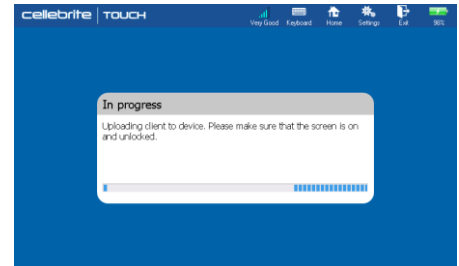 cellebrite TOUCH
Very Good Keyboard Home Settings Exit 98%
In progress
Uploading client to device. Please make sure that the screen is on
and unlocked.